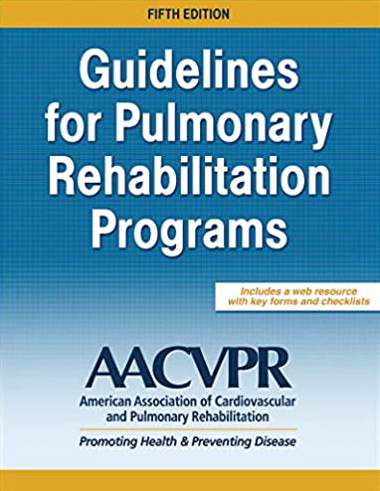 FIFTH EDITION
Guidelines
for Pulmonary
Rehabilitation
Programs
Includes a web resource
with key forms and checklists
AACVPR
American Association of Cardiovascular
and Pulmonary Rehabilitation
Promoting Health & Preventing Disease